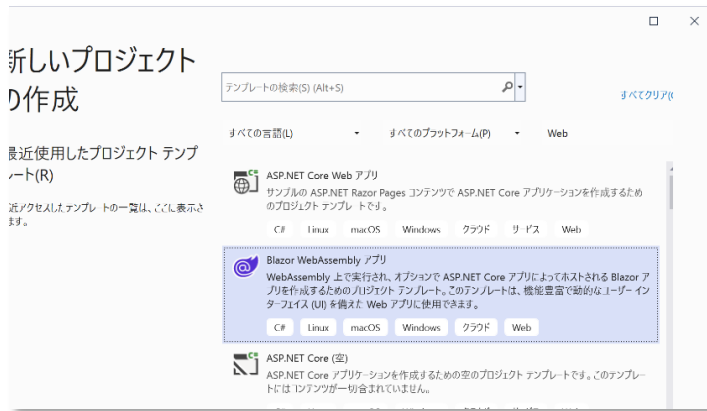 新しいプロジェクト
の作成
最近使用したプロジェクト テンプ
レート(R)
近アクセスしたテンプレートの一覧は、ここに表示さ
ます。
テンプレートの検索(S) (Alt+S)
すべてクリア(C
すべての言語(L)
すべてのプラットフォーム(P)
Web
ASP.NET Core Web アプリ
サンプルの ASP.NET Razor Pages コンテンツで ASP.NET Core アプリケーションを作成するため
のプロジェクト テンプレートです。
C# Linux macOS Windows クラウド サービス Web
Blazor WebAssembly アプリ
WebAssembly 上で実行され、オプションで ASP.NET Core アプリによってホストされる Blazor ア
プリを作成するためのプロジェクト テンプレート。このテンプレートは、機能豊富で動的なユーザー イン
ターフェイス (UI) を備えた Web アプリに使用できます。
C# Linux macOS Windows クラウド Web
ASP.NET Core (空)
ASP.NET Core アプリケーションを作成するための空のプロジェクト テンプレートです。このテンプレー
トにはコンテンツが一切含まれていません。